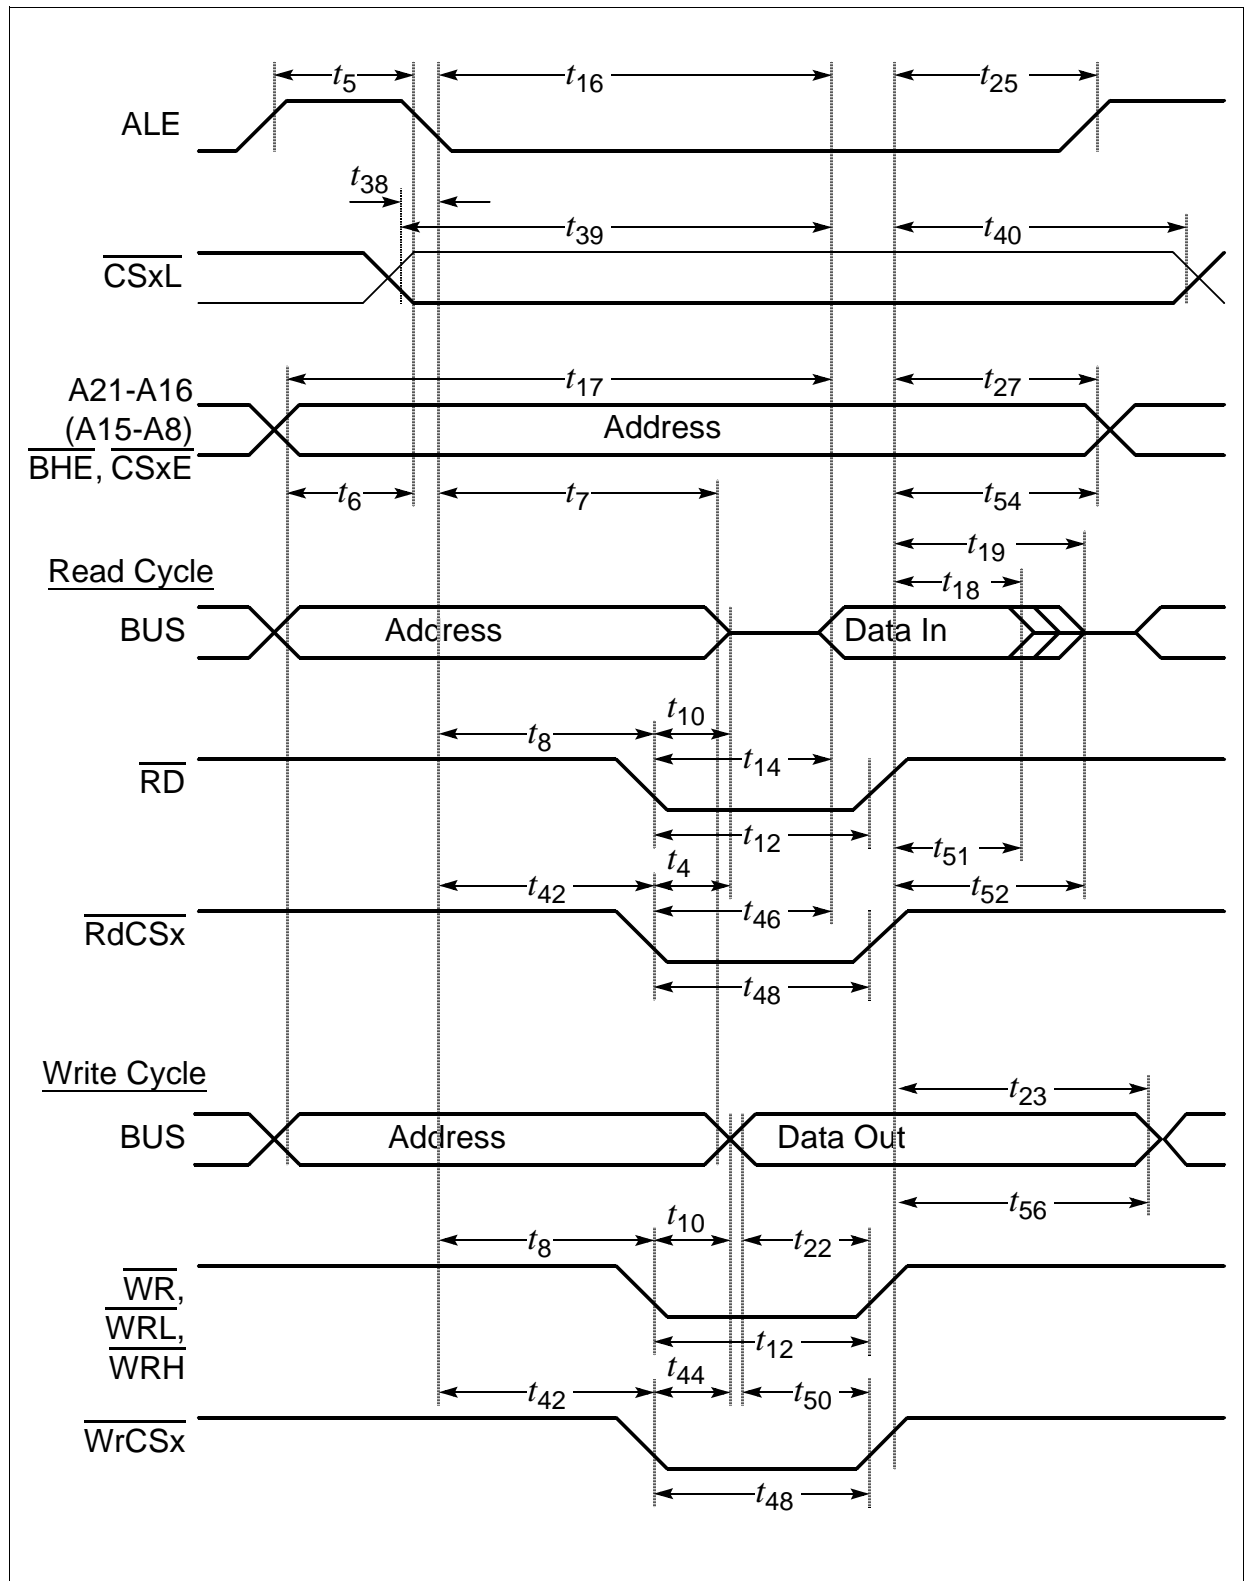 t5 t16 t25
ALE
t38
t39 t40
CSxL
A21-A16
(A15-A8)
BHE, CSxE
t17 t27
Address
t6 t7 t54
t19
Read Cycle
t18
BUS Address Data In
t10
t8
t14
RD
t12 t51
t4
t42 t52
t46
RdCSx
t48
Write Cycle
t23
BUS Address Data Out
t56
t10
t8 t22
WR,
WRL,
WRH
t12
t44
t42 t50
WrCSx
t48